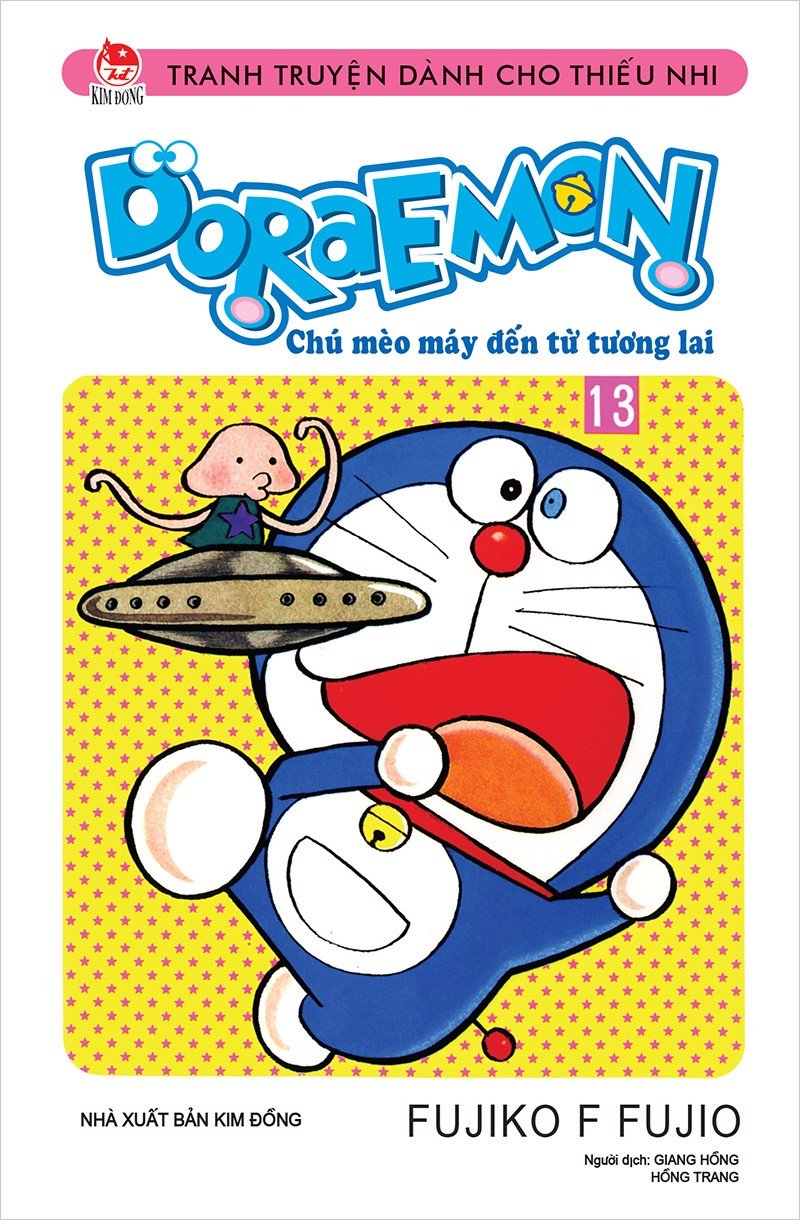 KIM ĐỒNG
TRANH TRUYỆN DÀNH CHO THIẾU NHI
DORAEMON
Chú mèo máy đến từ tương lai
13
NHÀ XUẤT BẢN KIM ĐỒNG
FUJIKO F FUJIO
Người dịch: GIANG HỒNG
HỒNG TRANG